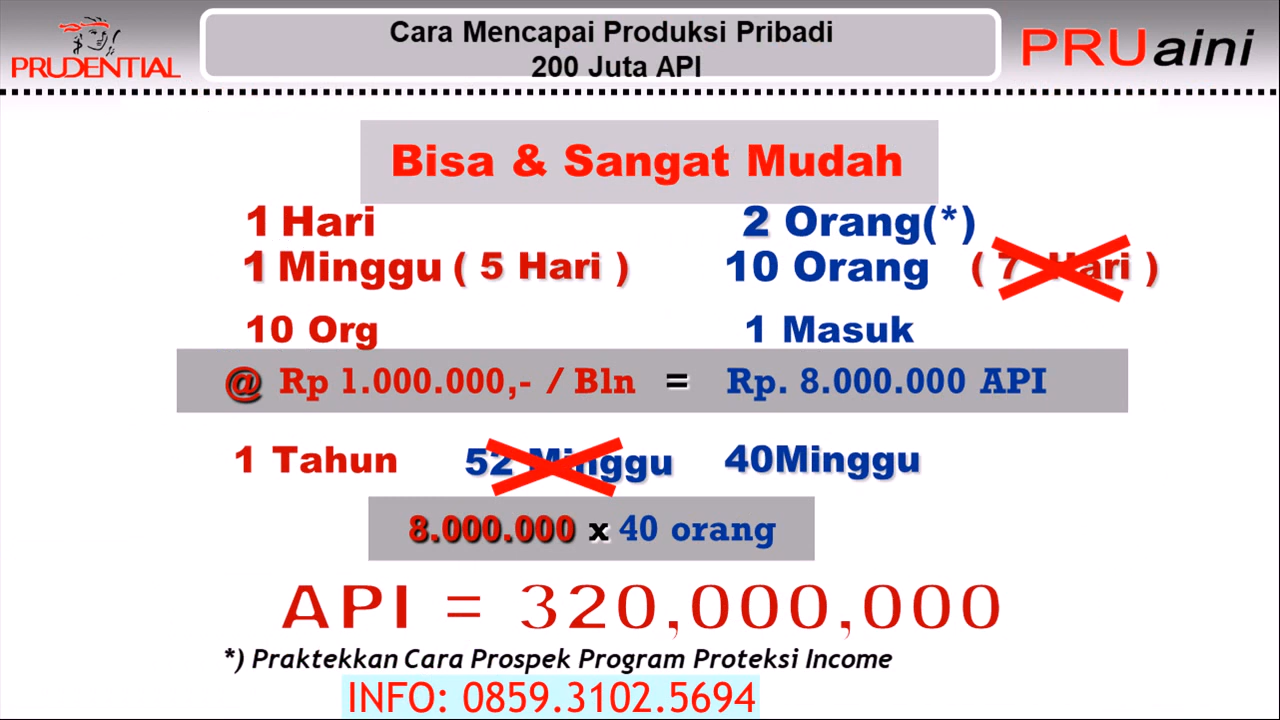 Cara Mencapai Produksi Pribadi
200 Juta API
PRUDENTIAL
PRUaini
Bisa & Sangat Mudah
1 Hari 2 Orang(*)
1 Minggu ( 5 Hari ) 10 Orang ( 7 Hari )
10 Org 1 Masuk
@ Rp 1.000.000,- / Bln = Rp. 8.000.000 API
1 Tahun 52 Minggu 40Minggu
8.000.000 x 40 orang
API = 320,000,000
*) Praktekkan Cara Prospek Program Proteksi Income
INFO: 0859.3102.5694